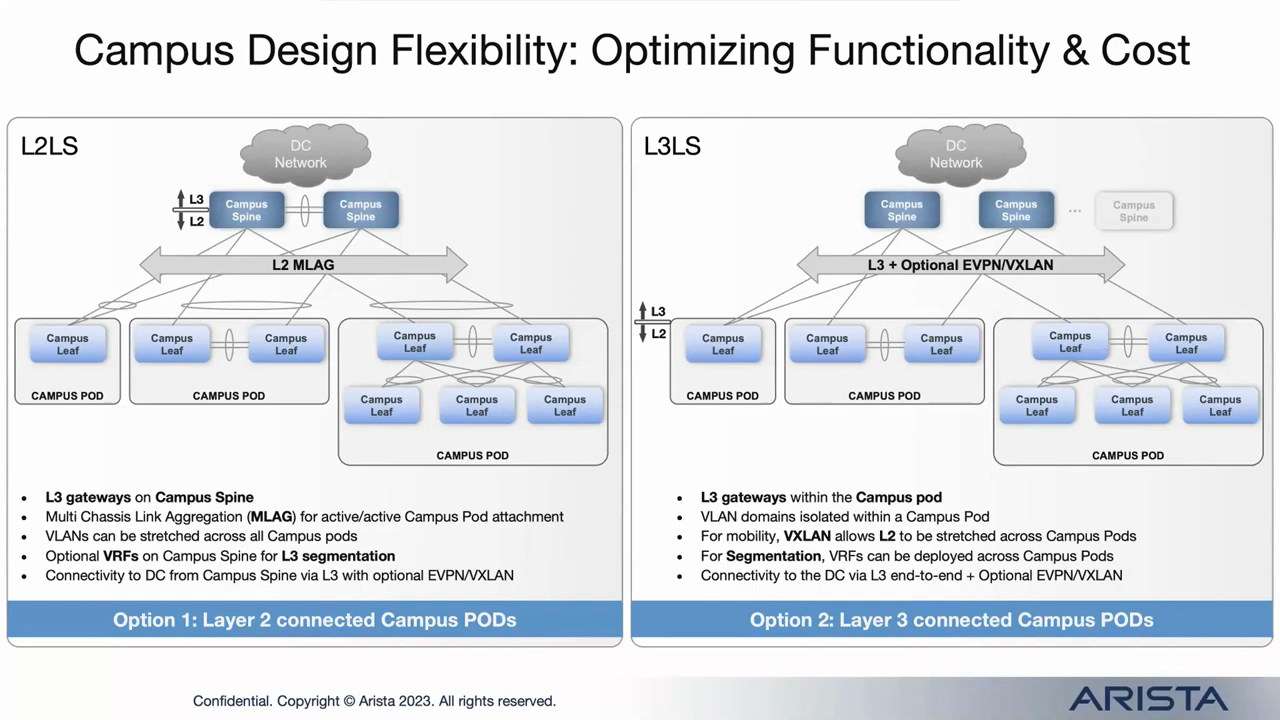 Campus Design Flexibility: Optimizing Functionality & Cost
L2LS
DC
Network
L3
L2
Campus
Spine
Campus
Spine
L2 MLAG
Campus
Leaf
CAMPUS POD
Campus
Leaf
Campus
Leaf
CAMPUS POD
Campus
Leaf
Campus
Leaf
Campus
Leaf
Campus
Leaf
Campus
Leaf
CAMPUS POD
• L3 gateways on Campus Spine
• Multi Chassis Link Aggregation (MLAG) for active/active Campus Pod attachment
• VLANs can be stretched across all Campus pods
• Optional VRFs on Campus Spine for L3 segmentation
• Connectivity to DC from Campus Spine via L3 with optional EVPN/VXLAN
Option 1: Layer 2 connected Campus PODs
L3LS
DC
Network
Campus
Spine
Campus
Spine
...
Campus
Spine
L3 + Optional EVPN/VXLAN
L3
L2
Campus
Leaf
CAMPUS POD
Campus
Leaf
Campus
Leaf
CAMPUS POD
Campus
Leaf
Campus
Leaf
Campus
Leaf
Campus
Leaf
Campus
Leaf
CAMPUS POD
• L3 gateways within the Campus pod
• VLAN domains isolated within a Campus Pod
• For mobility, VXLAN allows L2 to be stretched across Campus Pods
• For Segmentation, VRFs can be deployed across Campus Pods
• Connectivity to the DC via L3 end-to-end + Optional EVPN/VXLAN
Option 2: Layer 3 connected Campus PODs
Confidential. Copyright © Arista 2023. All rights reserved.
ARISTA